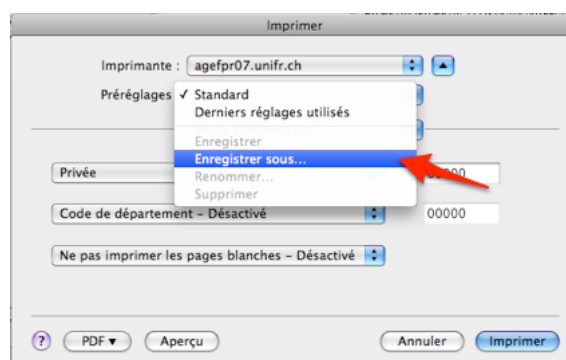 Imprimer
Imprimante : agefpr07.unifr.ch
Préréglages ✓ Standard
Derniers réglages utilisés
Enregistrer
Enregistrer sous...
Privée
Renommer...
Supprimer
Code de département – Désactivé 00000
Ne pas imprimer les pages blanches – Désactivé
? PDF ▾ Aperçu Annuler Imprimer